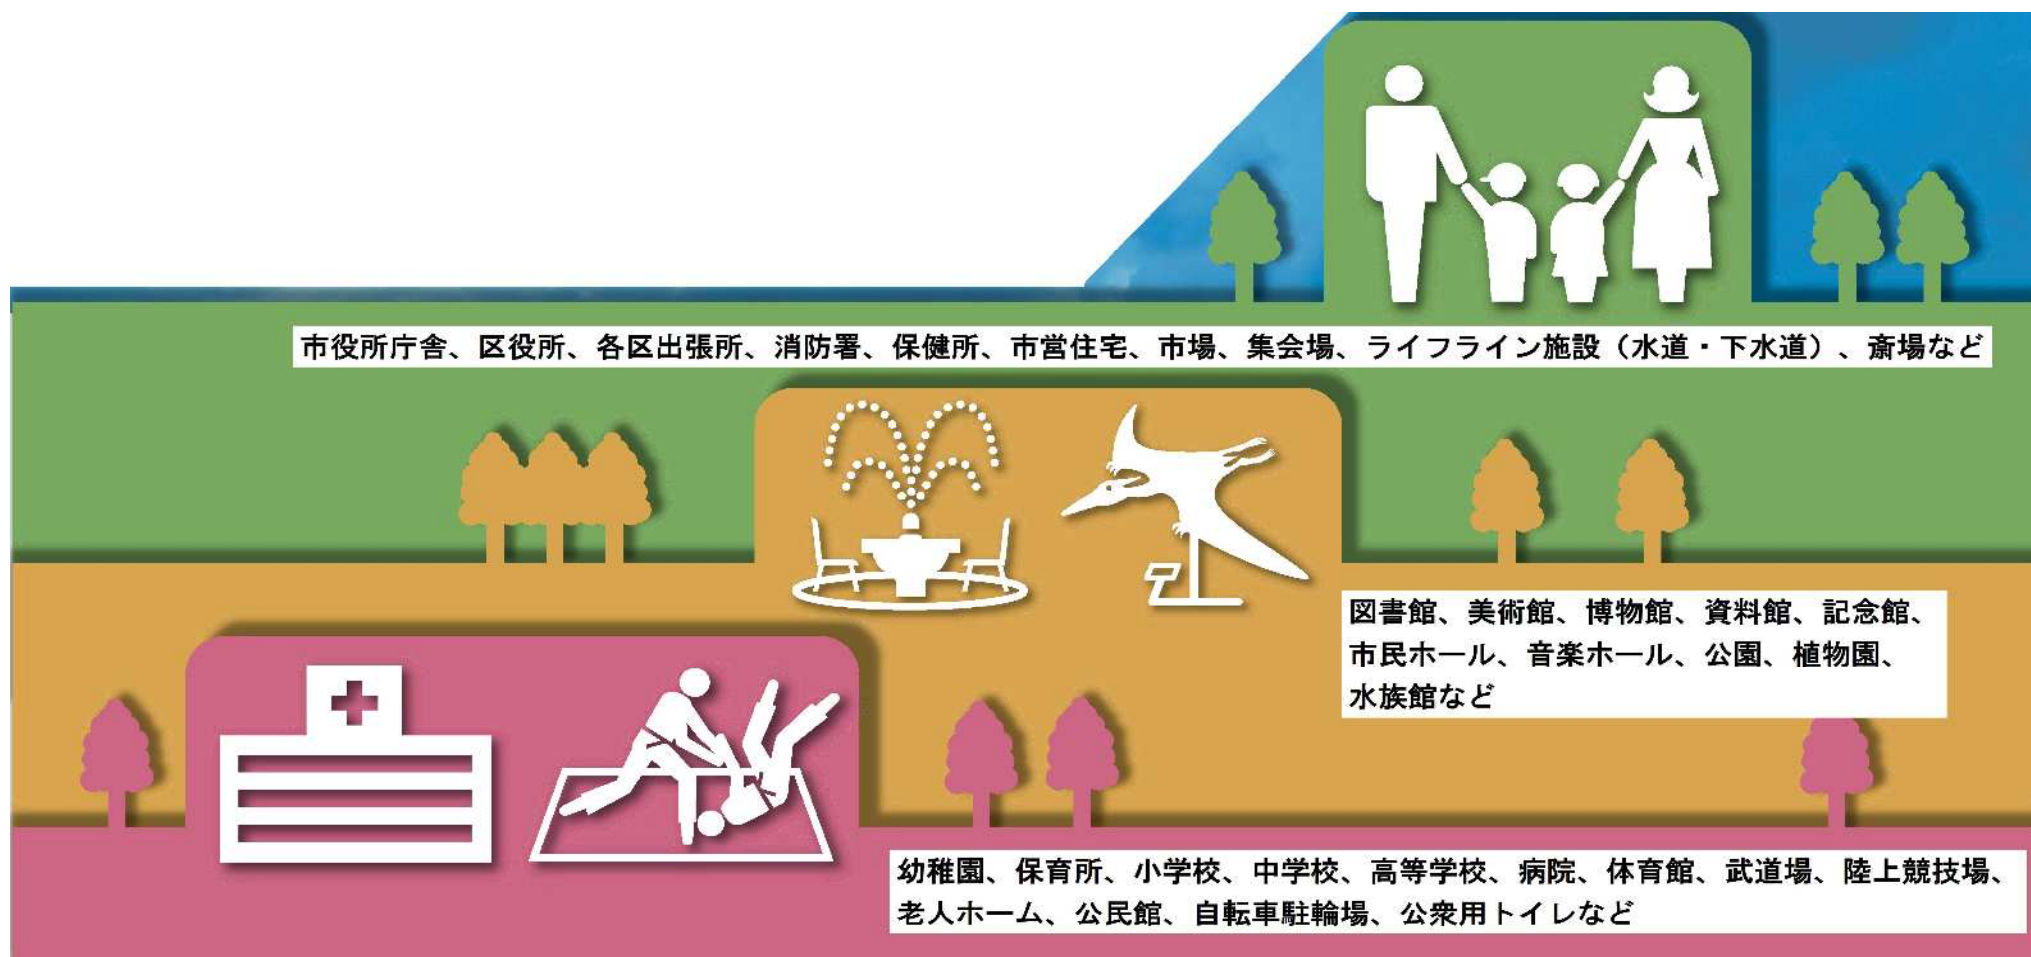 市役所庁舎、区役所、各区出張所、消防署、保健所、市営住宅、市場、集会場、ライフライン施設（水道・下水道）、斎場など
図書館、美術館、博物館、資料館、記念館、
市民ホール、音楽ホール、公園、植物園、
水族館など
幼稚園、保育所、小学校、中学校、高等学校、病院、体育館、武道場、陸上競技場、
老人ホーム、公民館、自転車駐輪場、公衆用トイレなど